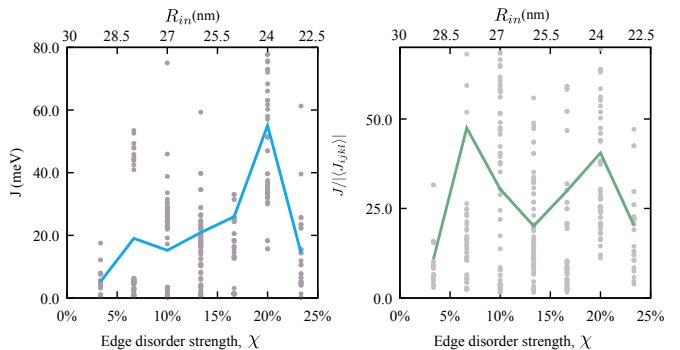 R_in(nm)
30 28.5 27 25.5 24 22.5
80.0
60.0
40.0
20.0
0.0
J (meV)
0% 5% 10% 15% 20% 25%
Edge disorder strength, χ
R_in(nm)
30 28.5 27 25.5 24 22.5
50.0
25.0
0.0
J/|⟨J_ijkl⟩|
0% 5% 10% 15% 20% 25%
Edge disorder strength, χ